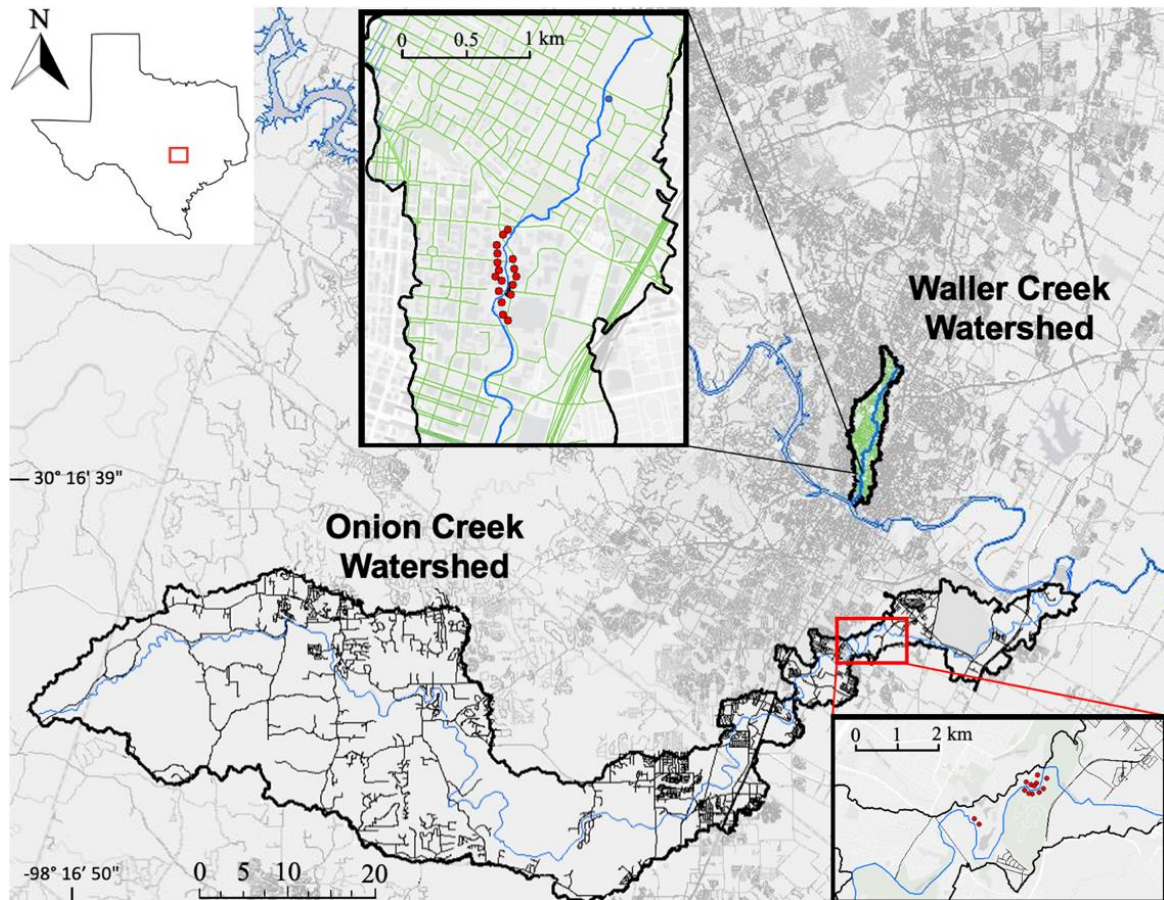 N
0 0.5 1 km
Waller Creek
Watershed
30° 16' 39"
Onion Creek
Watershed
0 1 2 km
-98° 16' 50"
0 5 10 20